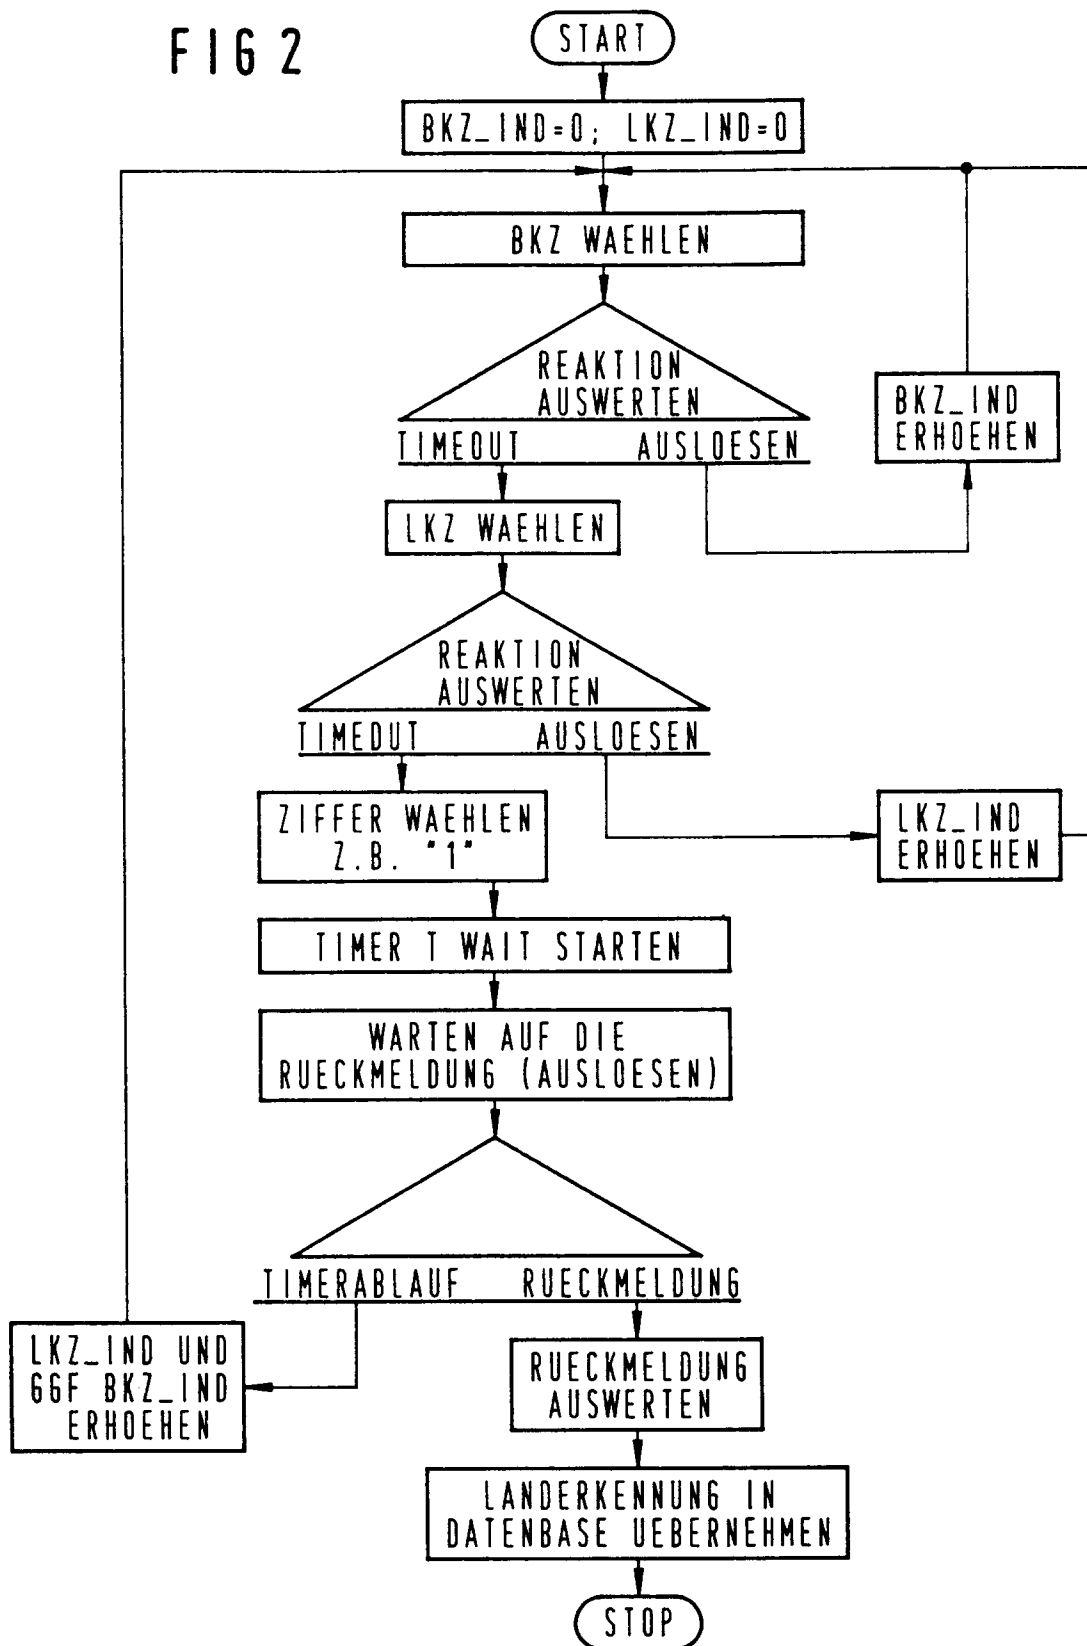 FIG 2
START
BKZ_IND=0; LKZ_IND=0
BKZ WAEHLEN
REAKTION
AUSWERTEN
TIMEOUT AUSLOESEN
BKZ_IND
ERHOEHEN
LKZ WAEHLEN
REAKTION
AUSWERTEN
TIMEOUT AUSLOESEN
ZIFFER WAEHLEN
Z.B. "1"
LKZ_IND
ERHOEHEN
TIMER T WAIT STARTEN
WARTEN AUF DIE
RUECKMELDUNG (AUSLOESEN)
TIMERABLAUF RUECKMELDUNG
LKZ_IND UND
GGF BKZ_IND
ERHOEHEN
RUECKMELDUNG
AUSWERTEN
LANDERKENNUNG IN
DATENBASE UEBERNEHMEN
STOP